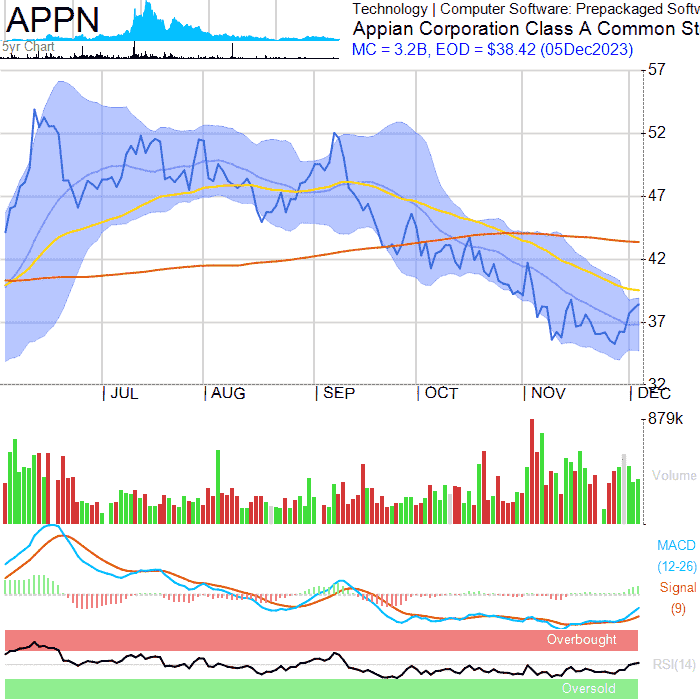 APPN
5yr Chart
Technology | Computer Software: Prepackaged Softw
Appian Corporation Class A Common St
MC = 3.2B, EOD = $38.42 (05Dec2023)
57
52
47
42
37
32
| JUL | AUG | SEP | OCT | NOV | DEC
879k
Volume
MACD
(12-26)
Signal
(9)
Overbought
RSI(14)
Oversold